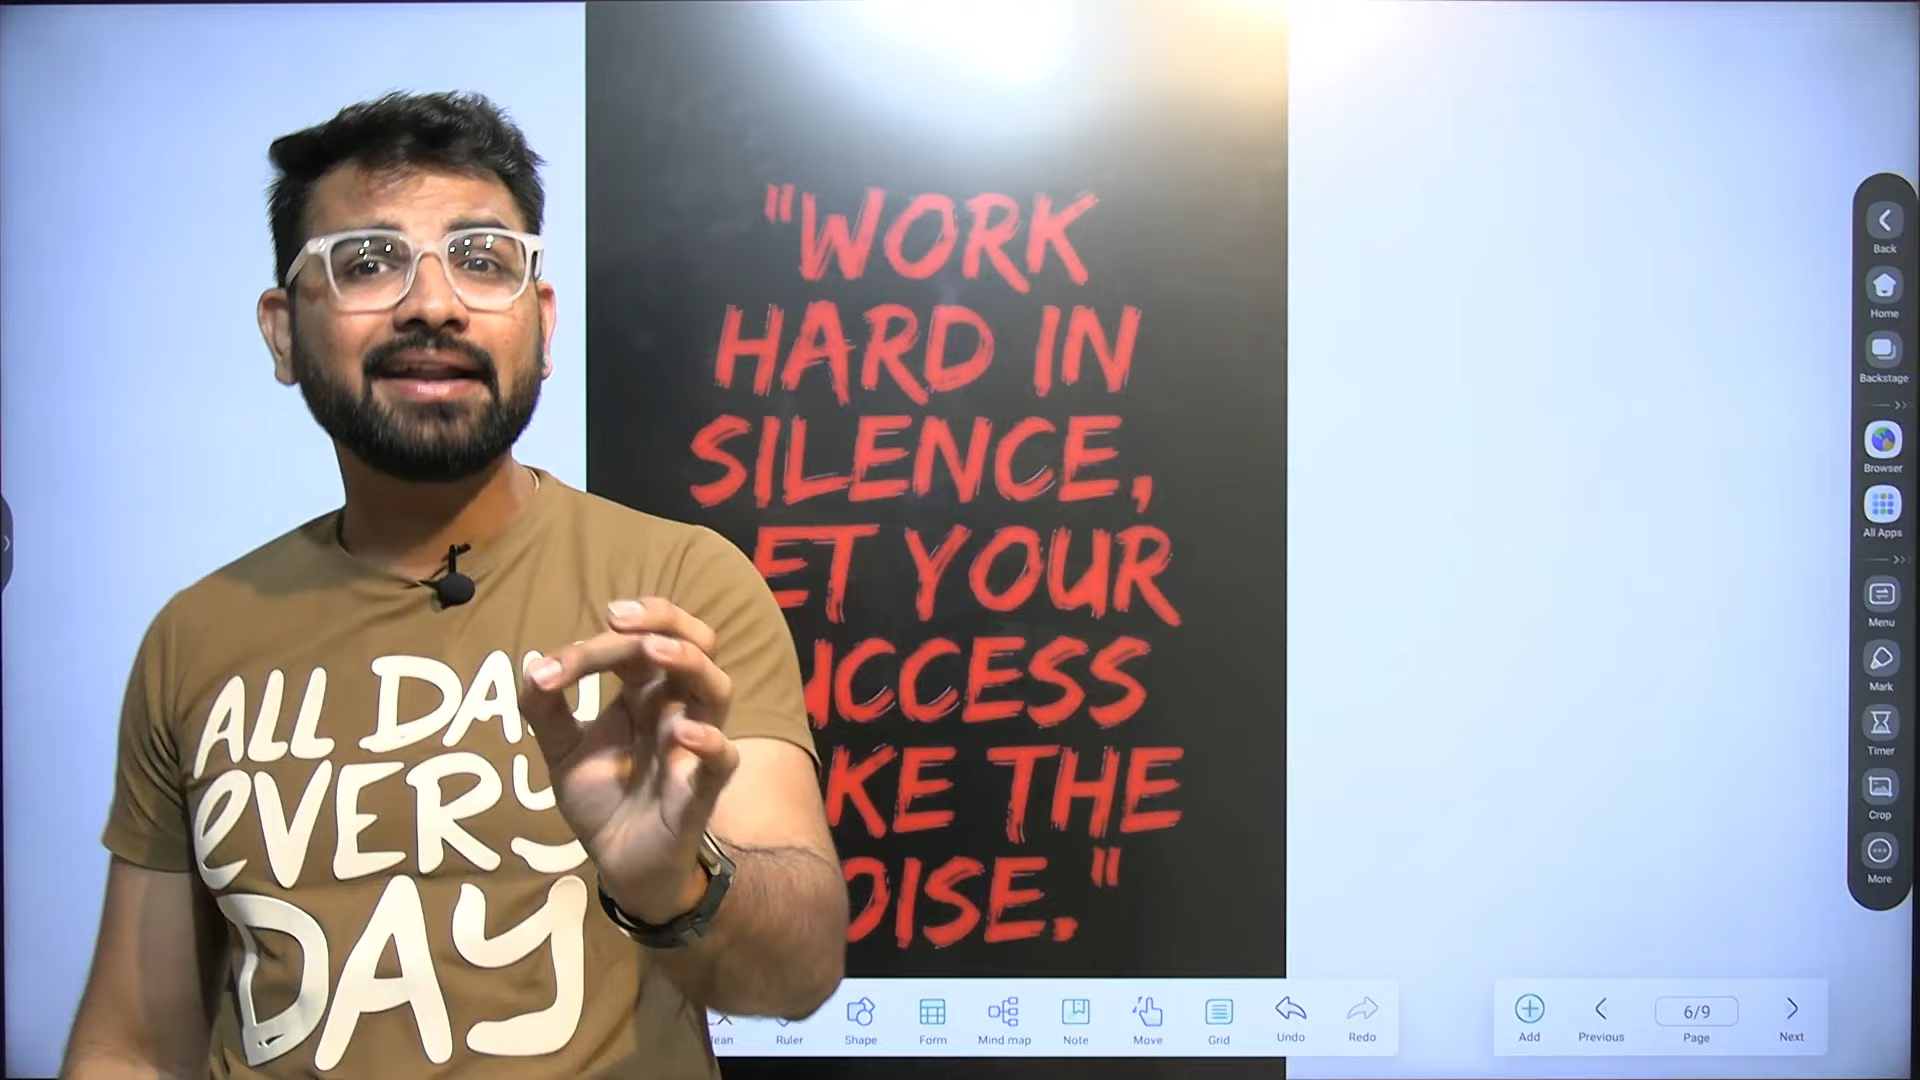 "WORK
HARD IN
SILENCE,
ET YOUR
UCCESS
KE THE
OISE."
ALL DAY
eVERY
DAY
Back
Home
Backstage
Browser
All Apps
Menu
Mark
Timer
Crop
More
Ruler
Shape
Form
Mind map
Note
Move
Grid
Undo
Redo
Add
Previous
6/9
Page
Next